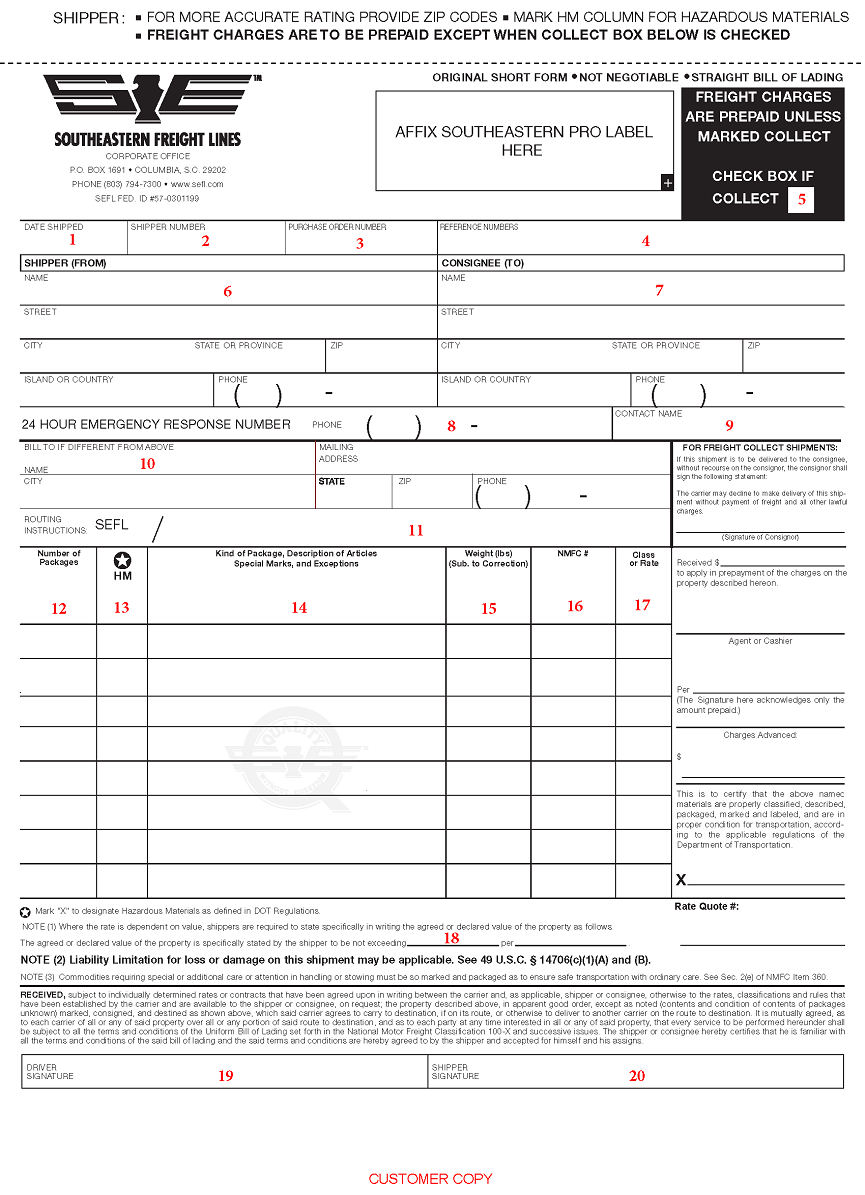 SHIPPER: ▪ FOR MORE ACCURATE RATING PROVIDE ZIP CODES ▪ MARK HM COLUMN FOR HAZARDOUS MATERIALS
▪ FREIGHT CHARGES ARE TO BE PREPAID EXCEPT WHEN COLLECT BOX BELOW IS CHECKED
ORIGINAL SHORT FORM • NOT NEGOTIABLE • STRAIGHT BILL OF LADING
SE TM
SOUTHEASTERN FREIGHT LINES
CORPORATE OFFICE
P.O. BOX 1691 • COLUMBIA, S.C. 29202
PHONE (803) 794-7300 • www.sefl.com
SEFL FED. ID #57-0301199
AFFIX SOUTHEASTERN PRO LABEL
HERE
+
FREIGHT CHARGES
ARE PREPAID UNLESS
MARKED COLLECT
CHECK BOX IF
COLLECT 5
DATE SHIPPED SHIPPER NUMBER PURCHASE ORDER NUMBER REFERENCE NUMBERS
1 2 3 4
SHIPPER (FROM) CONSIGNEE (TO)
NAME NAME
6 7
STREET STREET
CITY STATE OR PROVINCE ZIP CITY STATE OR PROVINCE ZIP
ISLAND OR COUNTRY PHONE ISLAND OR COUNTRY PHONE
( ) – ( ) –
24 HOUR EMERGENCY RESPONSE NUMBER PHONE ( ) 8 – CONTACT NAME
9
BILL TO IF DIFFERENT FROM ABOVE MAILING
ADDRESS
10
NAME
CITY STATE ZIP PHONE
( ) –
ROUTING
INSTRUCTIONS: SEFL / 11
FOR FREIGHT COLLECT SHIPMENTS:
If this shipment is to be delivered to the consignee,
without recourse on the consignor, the consignor shall
sign the following statement:
The carrier may decline to make delivery of this ship-
ment without payment of freight and all other lawful
charges.
(Signature of Consignor)
Number of
Packages
HM
Kind of Package, Description of Articles
Special Marks, and Exceptions
Weight (lbs)
(Sub. to Correction)
NMFC #
Class
or Rate
12 13 14 15 16 17
Received $
to apply in prepayment of the charges on the
property described hereon.
Agent or Cashier
Per
(The Signature here acknowledges only the
amount prepaid.)
Charges Advanced:
$
This is to certify that the above named
materials are properly classified, described,
packaged, marked and labeled, and are in
proper condition for transportation, accord-
ing to the applicable regulations of the
Department of Transportation.
X
QUALITY
Rate Quote #:
Mark "X" to designate Hazardous Materials as defined in DOT Regulations.
NOTE (1) Where the rate is dependent on value, shippers are required to state specifically in writing the agreed or declared value of the property as follows
The agreed or declared value of the property is specifically stated by the shipper to be not exceeding 18 per .
NOTE (2) Liability Limitation for loss or damage on this shipment may be applicable. See 49 U.S.C. § 14706(c)(1)(A) and (B).
NOTE (3) Commodities requiring special or additional care or attention in handling or stowing must be so marked and packaged as to ensure safe transportation with ordinary care. See Sec. 2(e) of NMFC Item 360.
RECEIVED, subject to individually determined rates or contracts that have been agreed upon in writing between the carrier and, as applicable, shipper or consignee, otherwise to the rates, classifications and rules that
have been established by the carrier and are available to the shipper or consignee, on request; the property described above, in apparent good order, except as noted (contents and condition of contents of packages
unknown) marked, consigned, and destined as shown above, which said carrier agrees to carry to destination, if on its route, or otherwise to deliver to another carrier on the route to destination. It is mutually agreed, as
to each carrier of all or any of said property over all or any portion of said route to destination, and as to each party at any time interested in all or any of said property, that every service to be performed hereunder shall
be subject to all the terms and conditions of the Uniform Bill of Lading set forth in the National Motor Freight Classification 100-X and successive issues. The shipper or consignee hereby certifies that he is familiar with
all the terms and conditions of the said bill of lading and the said terms and conditions are hereby agreed to by the shipper and accepted for himself and his assigns.
DRIVER
SIGNATURE 19
SHIPPER
SIGNATURE 20
CUSTOMER COPY